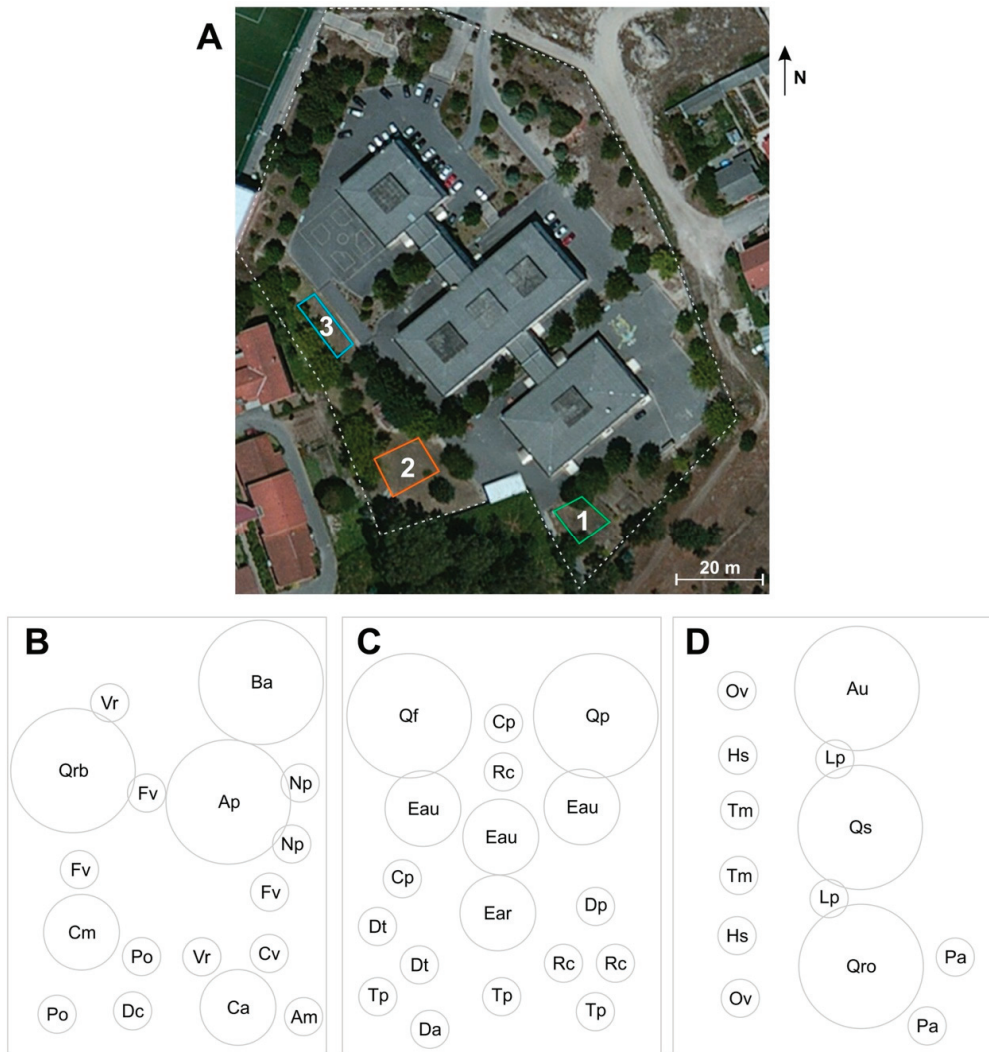 A
N
3
2
1
20 m
B
Ba
Vr
Qrb
Fv
Ap
Np
Np
Fv
Fv
Cm
Po
Vr
Cv
Po
Dc
Ca
Am
C
Qf
Cp
Qp
Rc
Eau
Eau
Eau
Cp
Ear
Dp
Dt
Dt
Rc
Rc
Tp
Tp
Tp
Da
D
Ov
Au
Hs
Lp
Tm
Qs
Tm
Lp
Hs
Qro
Pa
Ov
Pa